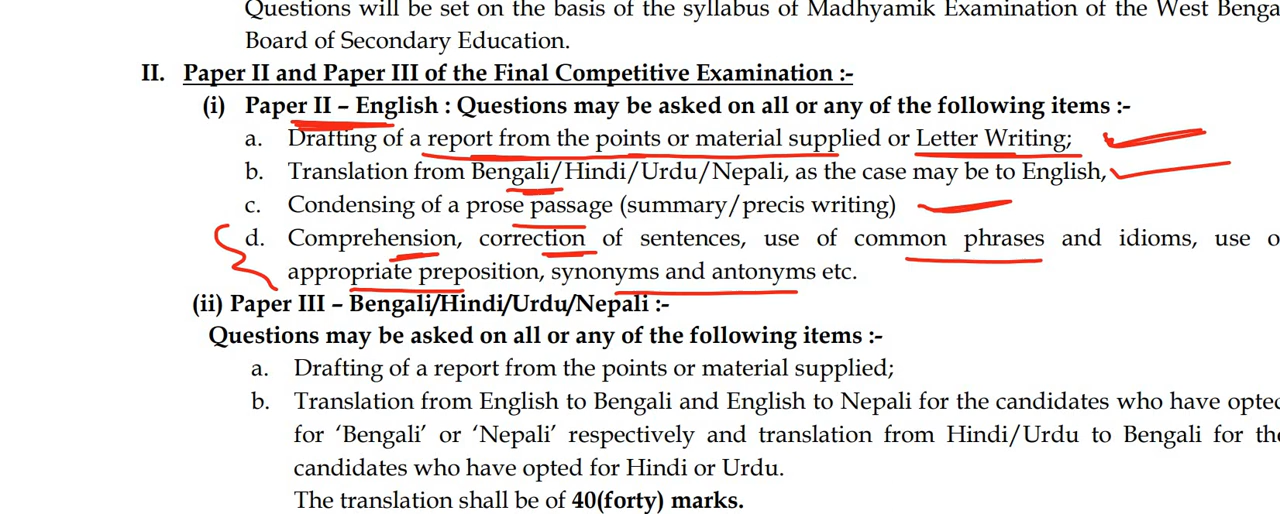 Questions will be set on the basis of the syllabus of Madhyamik Examination of the West Benga
Board of Secondary Education.
II. Paper II and Paper III of the Final Competitive Examination :-
(i) Paper II – English : Questions may be asked on all or any of the following items :-
a. Drafting of a report from the points or material supplied or Letter Writing;
b. Translation from Bengali/Hindi/Urdu/Nepali, as the case may be to English,
c. Condensing of a prose passage (summary/precis writing)
d. Comprehension, correction of sentences, use of common phrases and idioms, use o
appropriate preposition, synonyms and antonyms etc.
(ii) Paper III – Bengali/Hindi/Urdu/Nepali :-
Questions may be asked on all or any of the following items :-
a. Drafting of a report from the points or material supplied;
b. Translation from English to Bengali and English to Nepali for the candidates who have opted
for ‘Bengali’ or ‘Nepali’ respectively and translation from Hindi/Urdu to Bengali for the
candidates who have opted for Hindi or Urdu.
The translation shall be of 40(forty) marks.